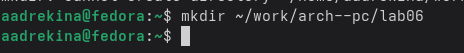 aadrekina@fedora:~$ mkdir ~/work/arch--pc/lab06
aadrekina@fedora:~$